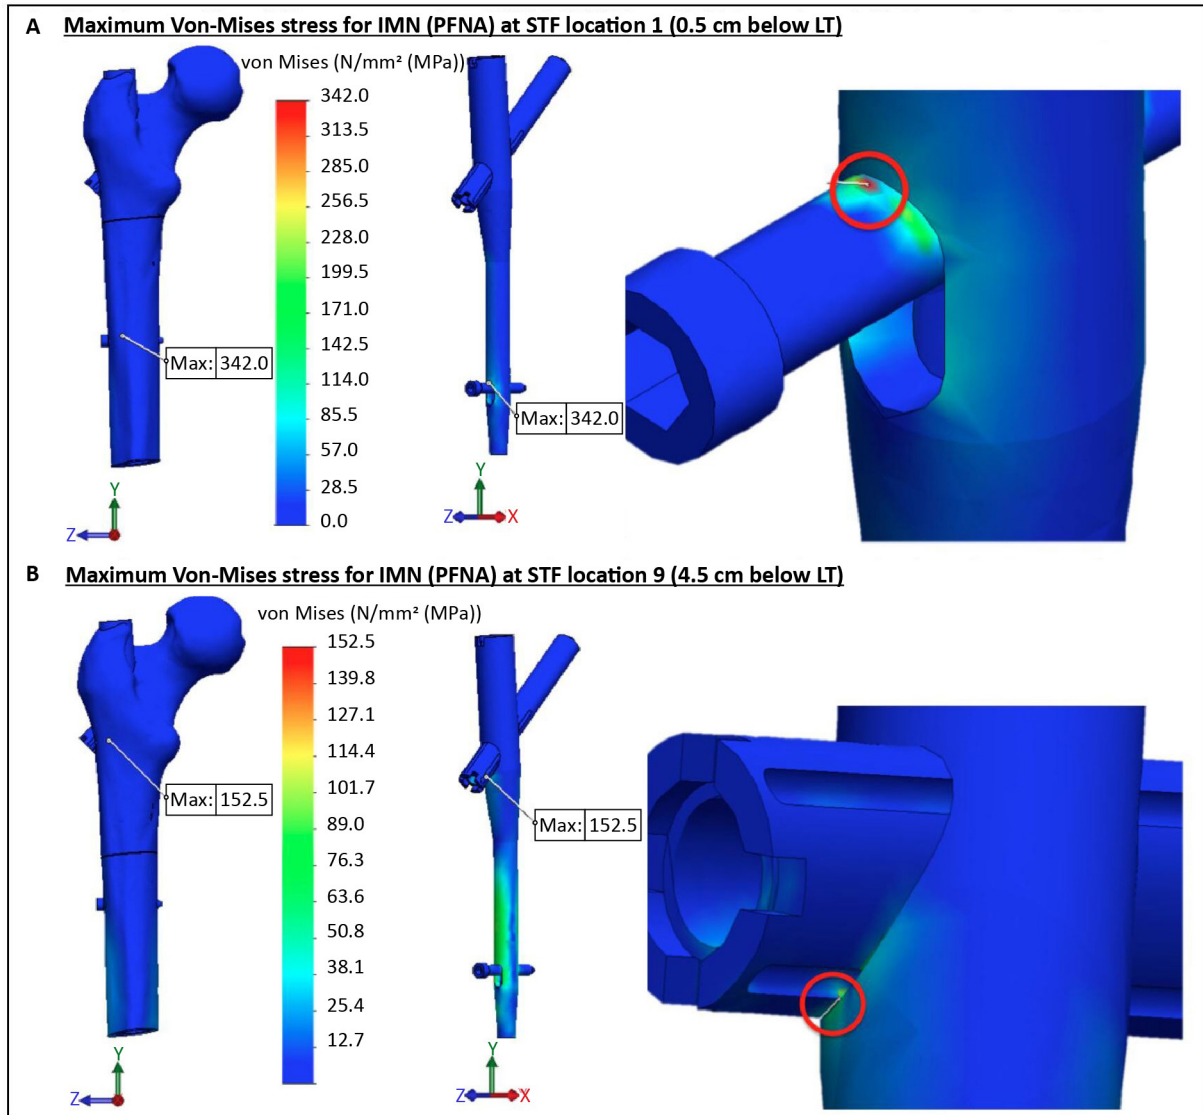 A Maximum Von-Mises stress for IMN (PFNA) at STF location 1 (0.5 cm below LT)
von Mises (N/mm² (MPa))
342.0
313.5
285.0
256.5
228.0
199.5
171.0
142.5
114.0
85.5
57.0
28.5
0.0
Max: 342.0
Max: 342.0
Y
Z
Y
Z X
B Maximum Von-Mises stress for IMN (PFNA) at STF location 9 (4.5 cm below LT)
von Mises (N/mm² (MPa))
152.5
139.8
127.1
114.4
101.7
89.0
76.3
63.6
50.8
38.1
25.4
12.7
Max: 152.5
Max: 152.5
Y
Z
Y
Z X